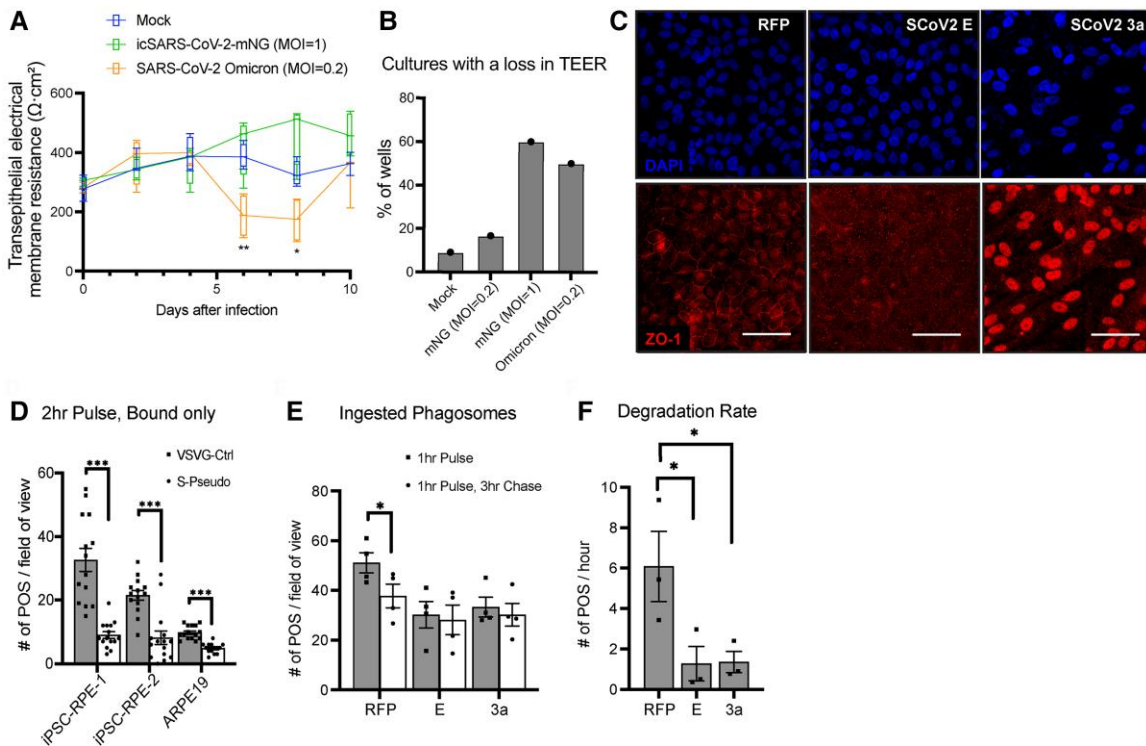 A
Mock
icSARS-CoV-2-mNG (MOI=1)
SARS-CoV-2 Omicron (MOI=0.2)
Transepithelial electrical
membrane resistance (Ω·cm²)
600
400
200
0
0
5
10
**
*
Days after infection
B
Cultures with a loss in TEER
% of wells
80
60
40
20
0
Mock
mNG (MOI=0.2)
mNG (MOI=1)
Omicron (MOI=0.2)
C
RFP
SCoV2 E
SCoV2 3a
DAPI
ZO-1
D
2hr Pulse, Bound only
VSVG-Ctrl
S-Pseudo
# of POS / field of view
60
40
20
0
***
***
***
iPSC-RPE-1
iPSC-RPE-2
ARPE19
E
Ingested Phagosomes
1hr Pulse
1hr Pulse, 3hr Chase
# of POS / field of view
80
60
40
20
0
*
RFP
E
3a
F
Degradation Rate
# of POS / hour
10
8
6
4
2
0
*
*
RFP
E
3a